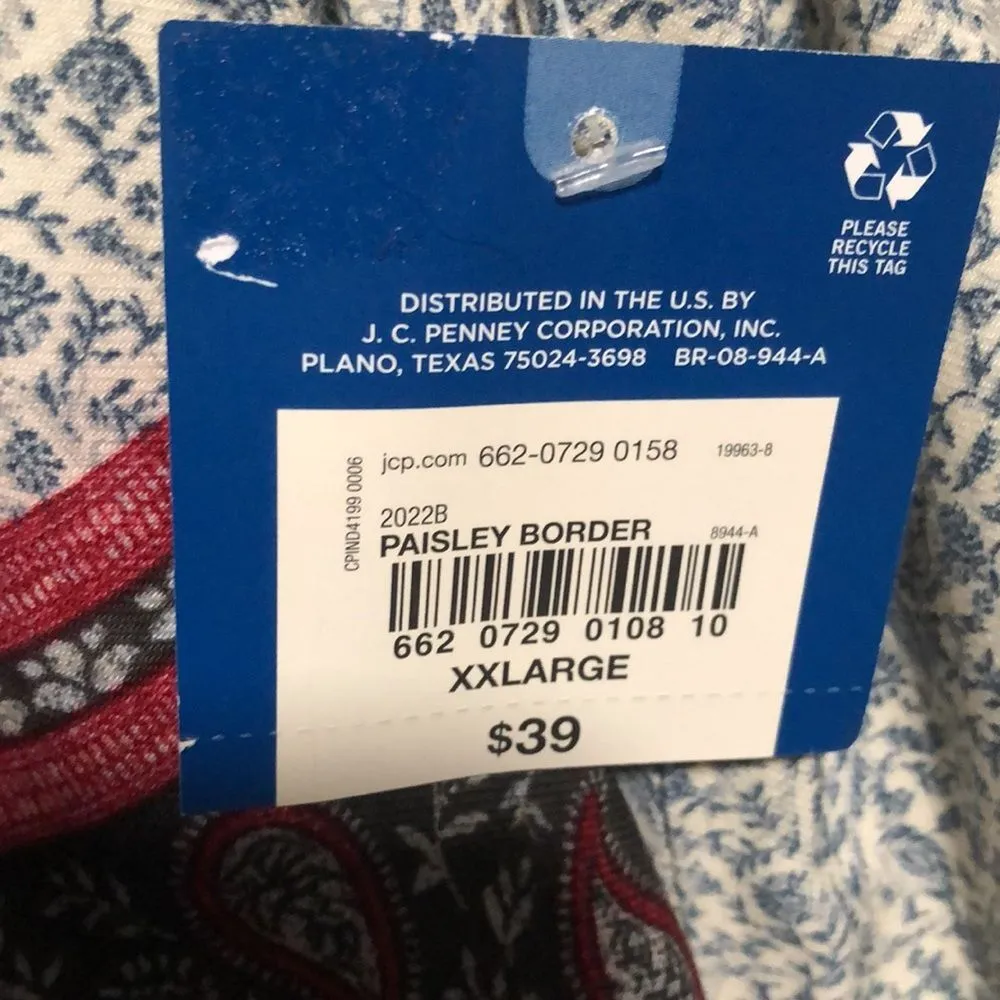 PLEASE
RECYCLE
THIS TAG
DISTRIBUTED IN THE U.S. BY
J. C. PENNEY CORPORATION, INC.
PLANO, TEXAS 75024-3698 BR-08-944-A
jcp.com 662-0729 0158 19963-8
CPIND4199 0006
2022B
PAISLEY BORDER 8944-A
662 0729 0108 10
XXLARGE
$39